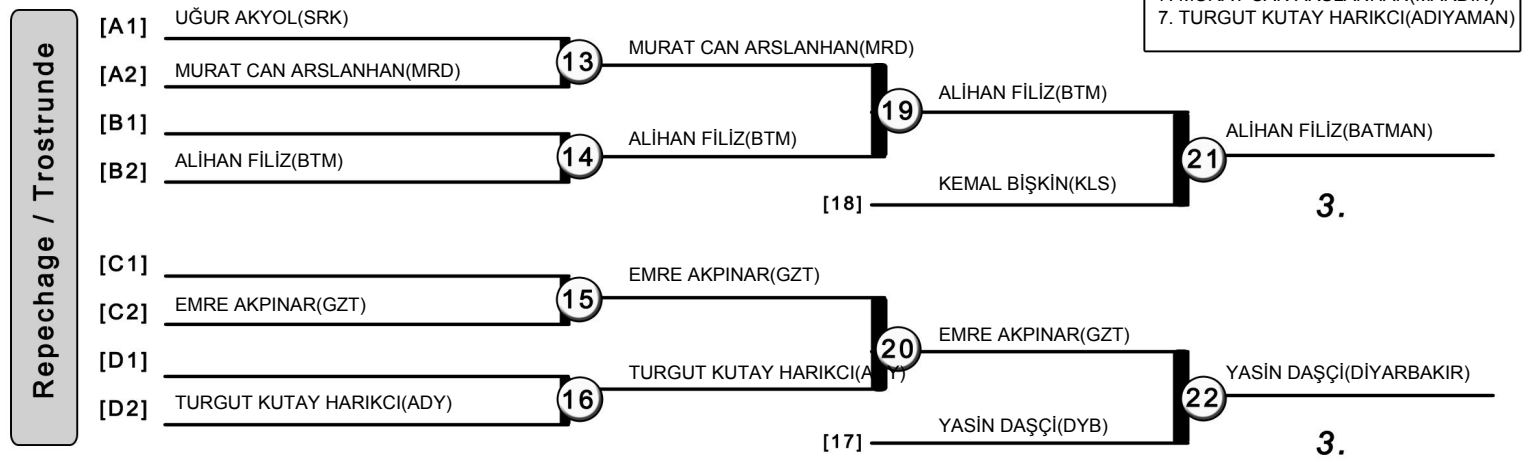 7. TURGUT KUTAY HARIKCI(ADIYAMAN)
Repechage / Trostrunde
[A1] UĞUR AKYOL(SRK)
13
MURAT CAN ARSLANHAN(MRD)
[A2] MURAT CAN ARSLANHAN(MRD)
19
ALİHAN FİLİZ(BTM)
[B1]
14
ALİHAN FİLİZ(BTM)
21
ALİHAN FİLİZ(BATMAN)
[B2] ALİHAN FİLİZ(BTM)
[18] KEMAL BİŞKİN(KLS)
3.
[C1]
15
EMRE AKPINAR(GZT)
[C2] EMRE AKPINAR(GZT)
20
EMRE AKPINAR(GZT)
[D1]
16
TURGUT KUTAY HARIKCI(ADY)
22
YASİN DAŞÇİ(DİYARBAKIR)
[D2] TURGUT KUTAY HARIKCI(ADY)
[17] YASİN DAŞÇİ(DYB)
3.